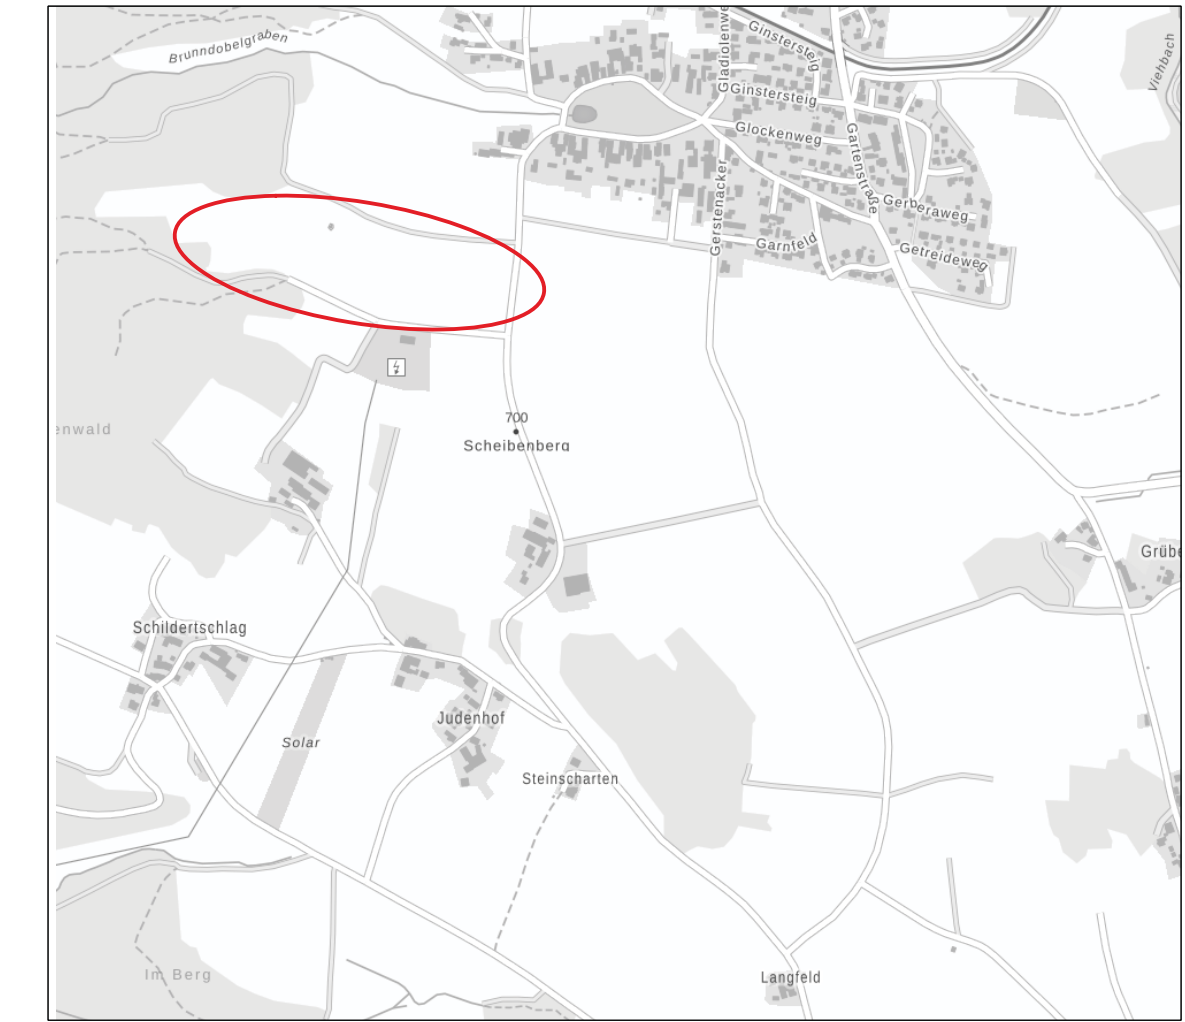 Brunndobelgraben
Gladiolenwe
Ginstersteig
Viehbach
Ginstersteig
Glockenweg
Gartenstraße
Gerstenacker
Gerberaweg
Garnfeld
Getreideweg
enwald
700
Scheibenberg
Grübe
Schildertschlag
Judenhof
Solar
Steinscharten
Im Berg
Langfeld